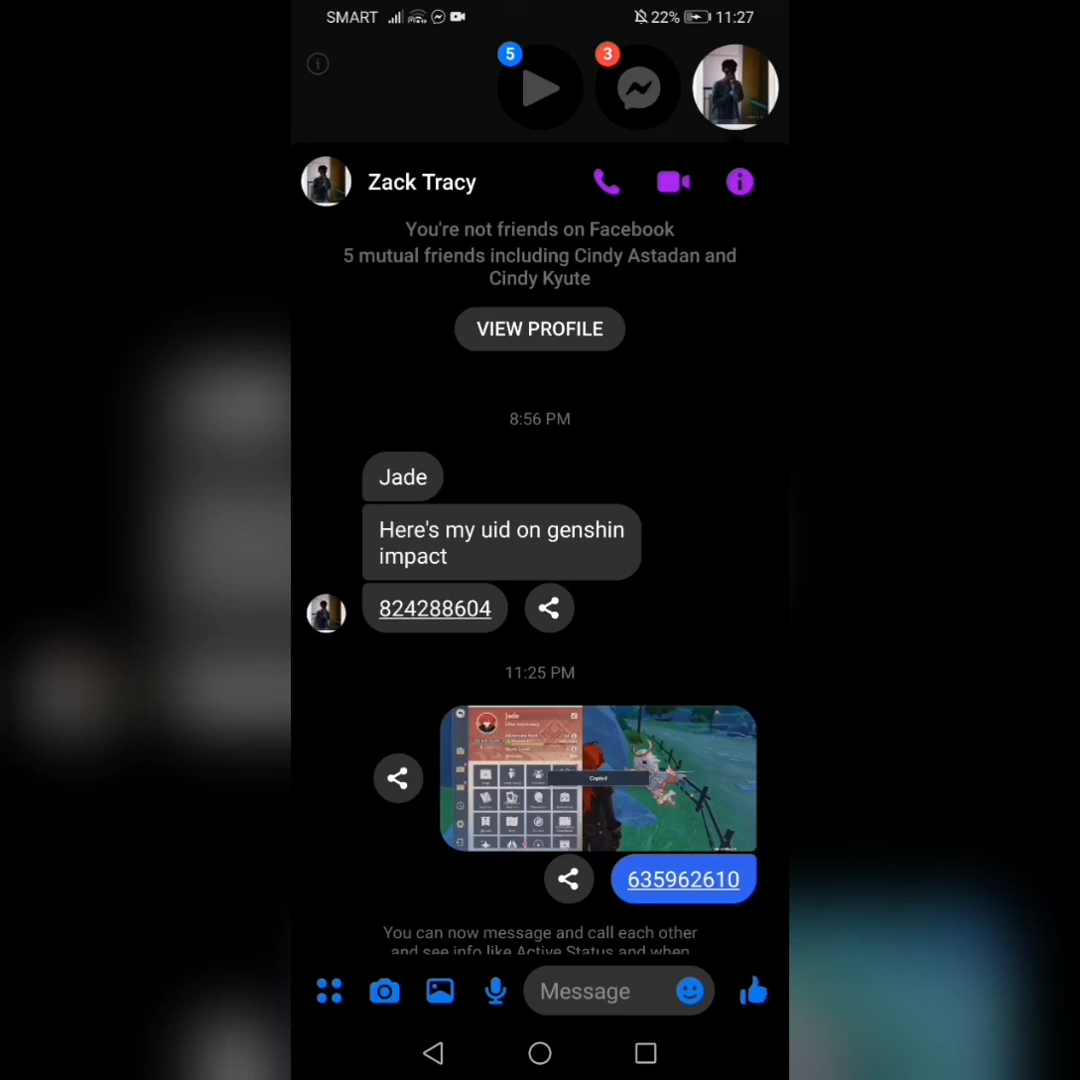 SMART 22% 11:27
5 3
Zack Tracy
You're not friends on Facebook
5 mutual friends including Cindy Astadan and
Cindy Kyute
VIEW PROFILE
8:56 PM
Jade
Here's my uid on genshin
impact
824288604
11:25 PM
Jade
Copied
635962610
You can now message and call each other
and see info like Active Status and when
Message